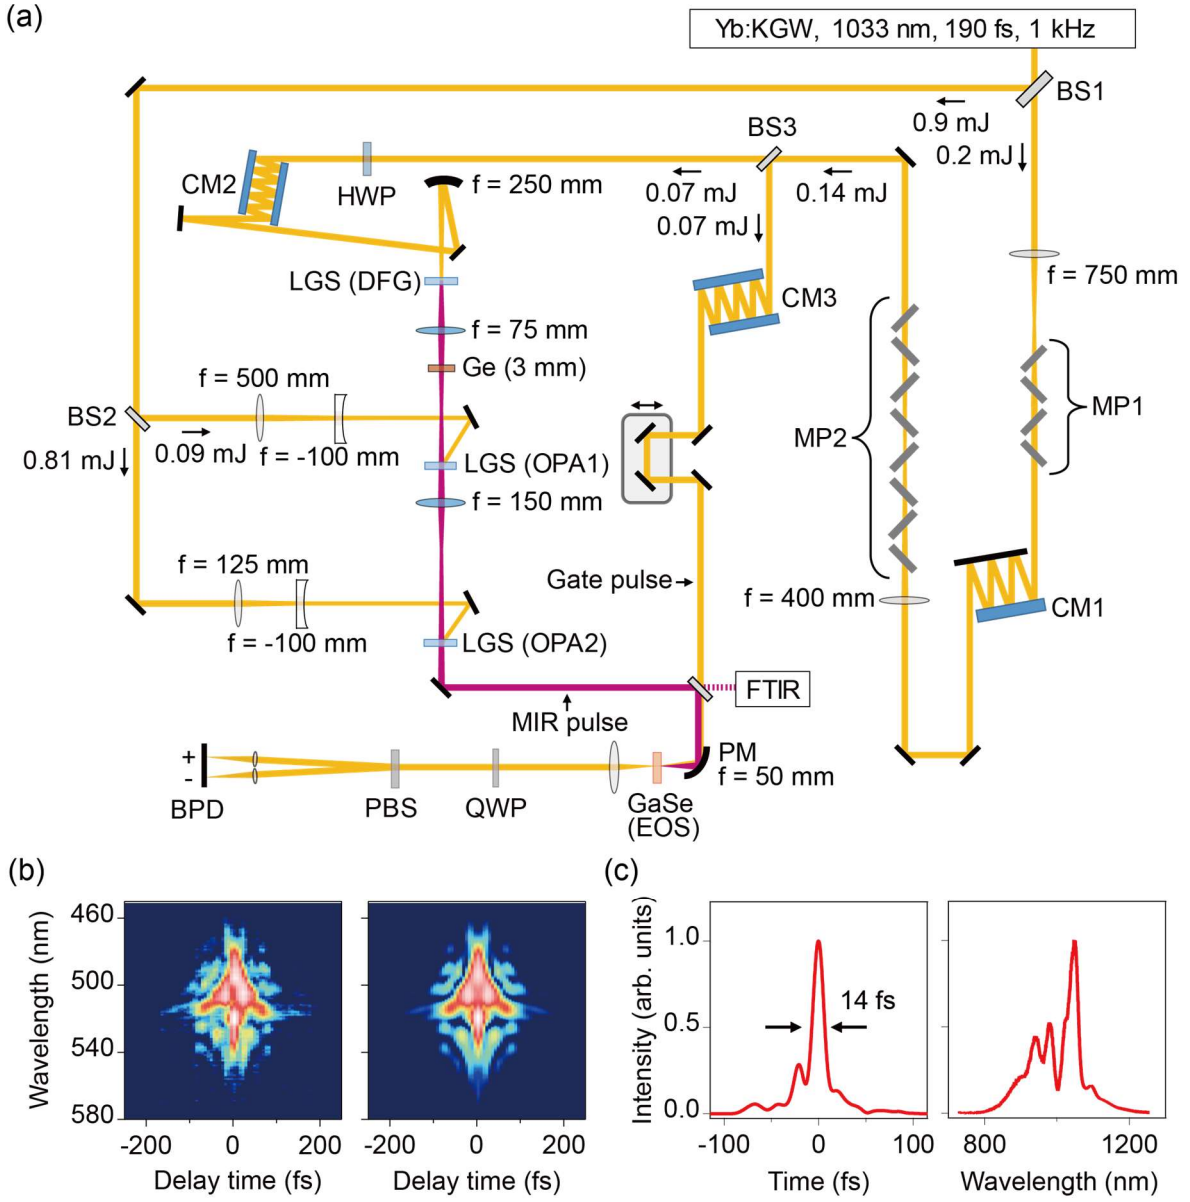 (a)
Yb:KGW, 1033 nm, 190 fs, 1 kHz
BS1
0.9 mJ
0.2 mJ
BS3
CM2
HWP
f = 250 mm
0.07 mJ
0.07 mJ
0.14 mJ
f = 750 mm
LGS (DFG)
CM3
f = 75 mm
Ge (3 mm)
f = 500 mm
BS2
0.09 mJ
f = -100 mm
0.81 mJ
LGS (OPA1)
f = 150 mm
MP2
MP1
f = 125 mm
f = -100 mm
LGS (OPA2)
Gate pulse
f = 400 mm
CM1
FTIR
MIR pulse
PM
f = 50 mm
+
-
BPD
PBS
QWP
GaSe
(EOS)
(b)
Wavelength (nm)
460
500
540
580
-200
0
200
-200
0
200
Delay time (fs)
Delay time (fs)
(c)
Intensity (arb. units)
1.0
0.5
0.0
14 fs
-100
0
100
800
1200
Time (fs)
Wavelength (nm)